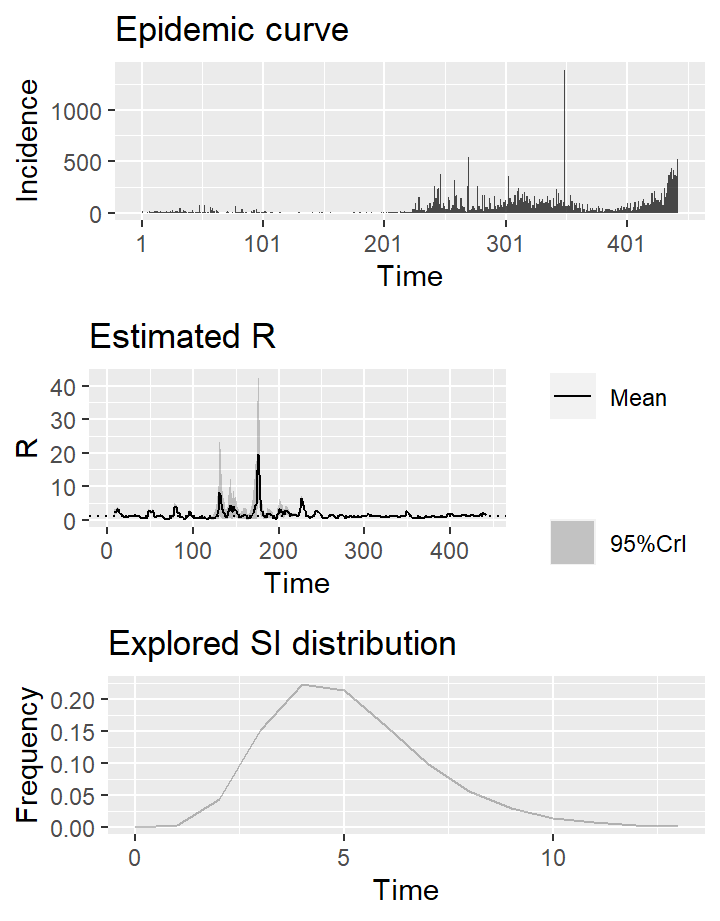 Epidemic curve
Incidence
1000
500
0
1 101 201 301 401
Time
Estimated R
R
40
30
20
10
0
0 100 200 300 400
Time
Mean
95%CrI
Explored SI distribution
Frequency
0.20
0.15
0.10
0.05
0.00
0 5 10
Time